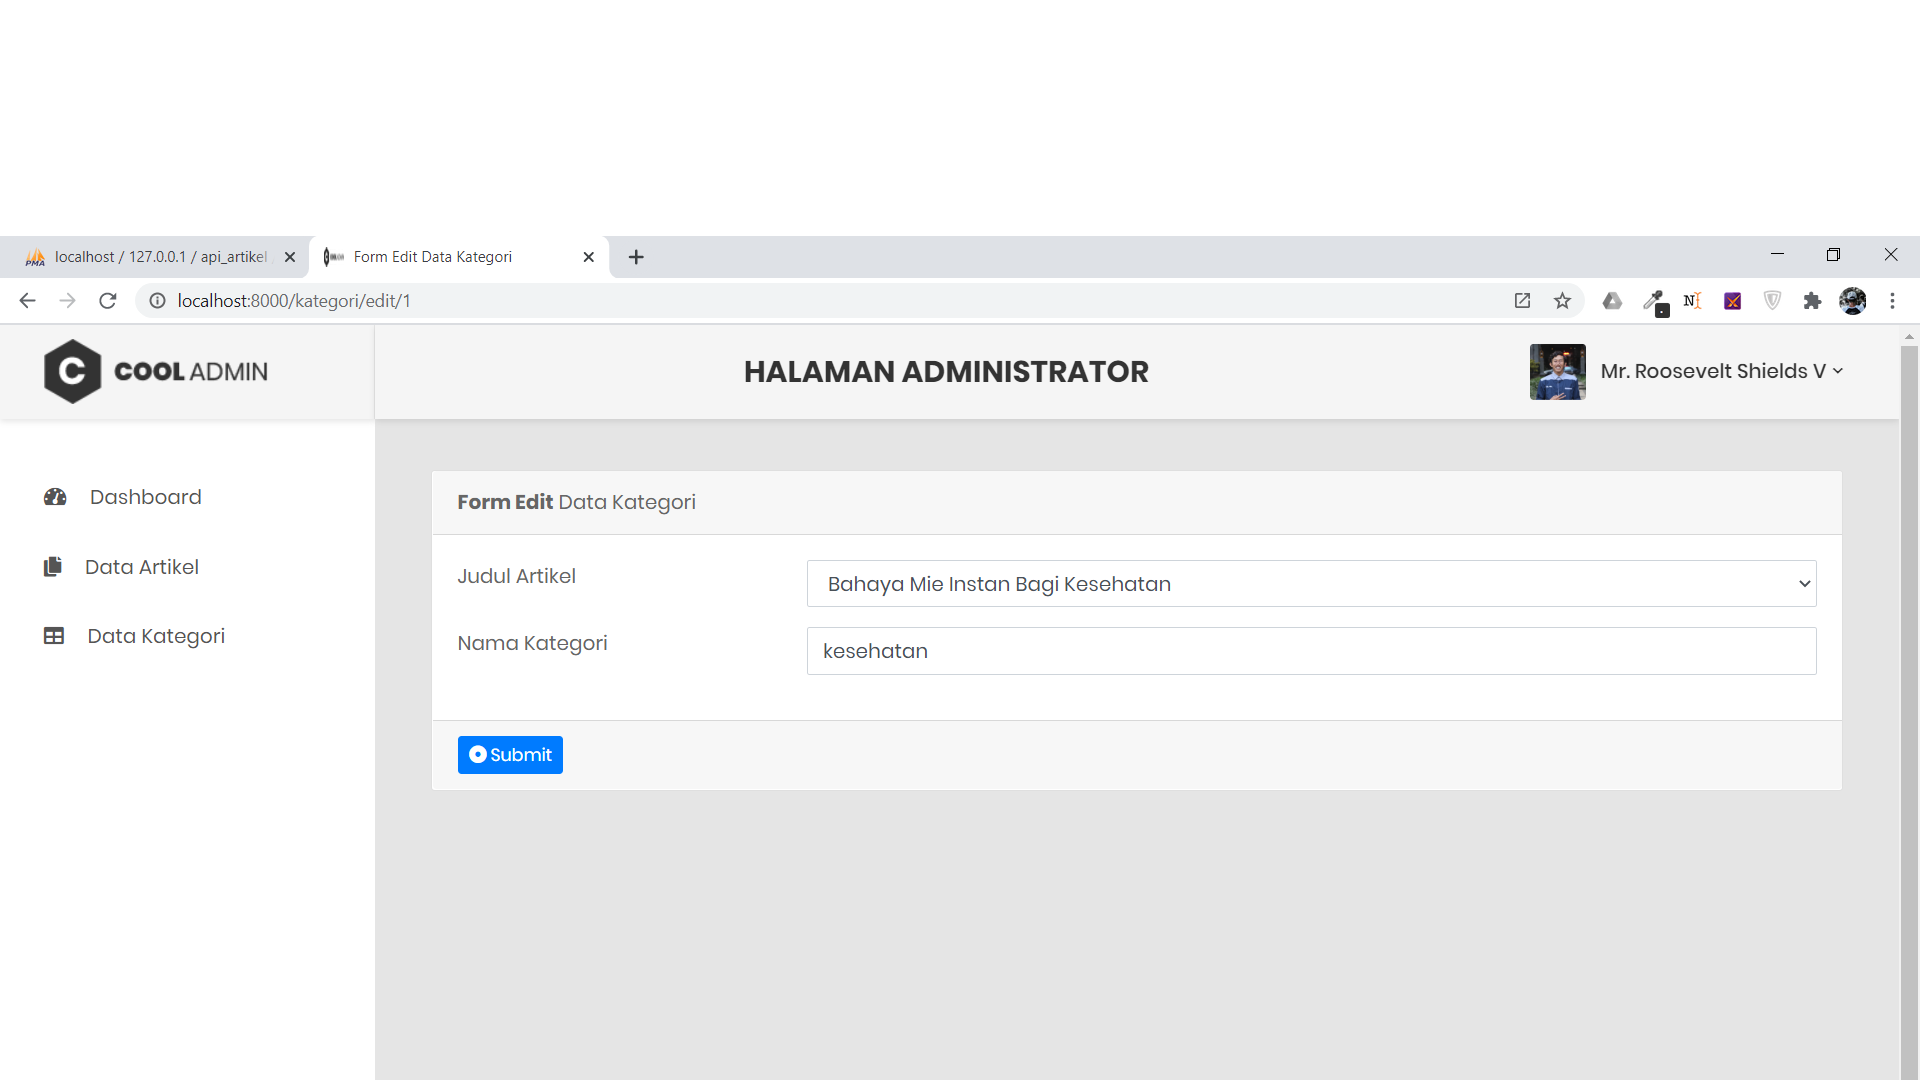 localhost / 127.0.0.1 / api_artikel
Form Edit Data Kategori
localhost:8000/kategori/edit/1
C COOL ADMIN
HALAMAN ADMINISTRATOR
Mr. Roosevelt Shields V
Dashboard
Data Artikel
Data Kategori
Form Edit Data Kategori
Judul Artikel
Bahaya Mie Instan Bagi Kesehatan
Nama Kategori
kesehatan
Submit